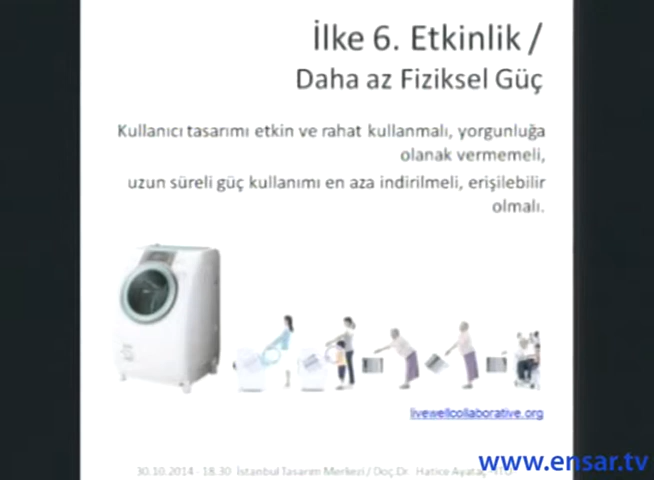 İlke 6. Etkinlik /
Daha az Fiziksel Güç
Kullanıcı tasarımı etkin ve rahat kullanmalı, yorgunluğa
olanak vermemeli,
uzun süreli güç kullanımı en aza indirilmeli, erişilebilir
olmalı.
livewellcollaborative.org
30.10.2014 - 18.30 İstanbul Tasarım Merkezi / Doç.Dr. Hatice Ayataç
www.ensar.tv